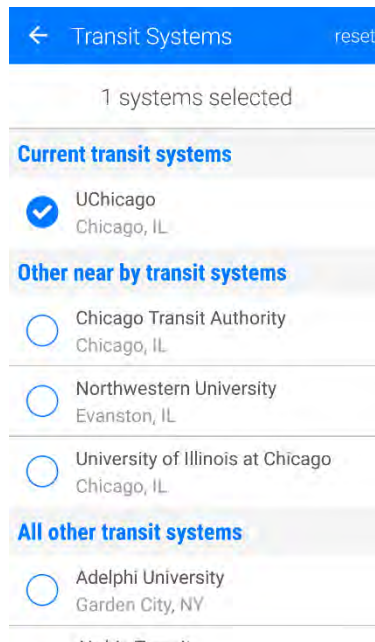 Transit Systems reset
1 systems selected
Current transit systems
UChicago
Chicago, IL
Other near by transit systems
Chicago Transit Authority
Chicago, IL
Northwestern University
Evanston, IL
University of Illinois at Chicago
Chicago, IL
All other transit systems
Adelphi University
Garden City, NY